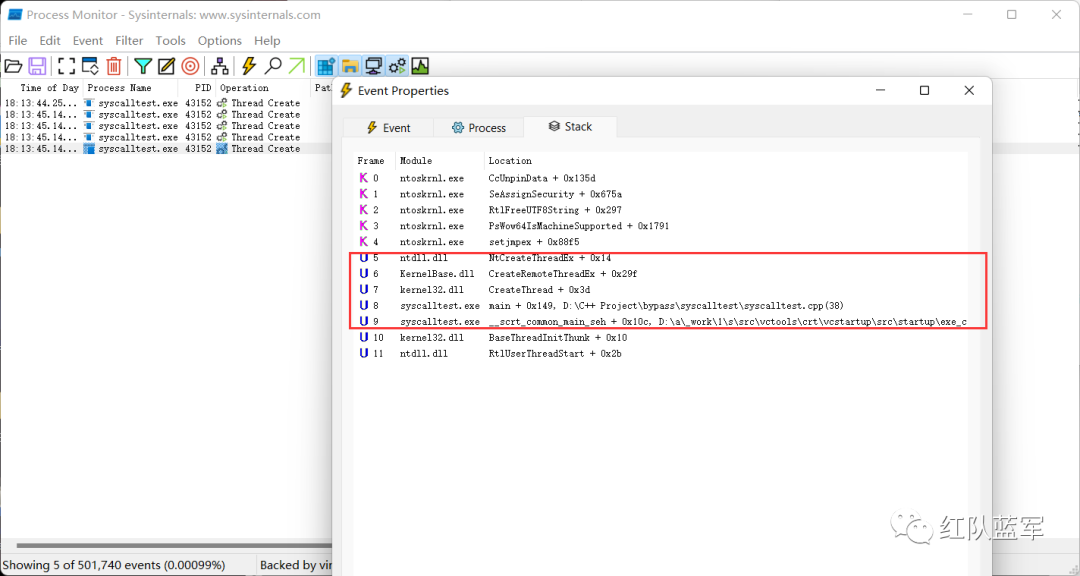 Process Monitor - Sysinternals: www.sysinternals.com
File Edit Event Filter Tools Options Help
Time of Day Process Name PID Operation Pat
18:13:44.25... syscalltest.exe 43152 Thread Create
18:13:45.14... syscalltest.exe 43152 Thread Create
18:13:45.14... syscalltest.exe 43152 Thread Create
18:13:45.14... syscalltest.exe 43152 Thread Create
18:13:45.14... syscalltest.exe 43152 Thread Create
Event Properties
Event Process Stack
Frame Module Location
K 0 ntoskrnl.exe CcUnpinData + 0x135d
K 1 ntoskrnl.exe SeAssignSecurity + 0x675a
K 2 ntoskrnl.exe RtlFreeUTF8String + 0x297
K 3 ntoskrnl.exe PsWow64IsMachineSupported + 0x1791
K 4 ntoskrnl.exe setjmpex + 0x88f5
U 5 ntdll.dll NtCreateThreadEx + 0x14
U 6 KernelBase.dll CreateRemoteThreadEx + 0x29f
U 7 kernel32.dll CreateThread + 0x3d
U 8 syscalltest.exe main + 0x149, D:\C++ Project\bypass\syscalltest\syscalltest.cpp(38)
U 9 syscalltest.exe __scrt_common_main_seh + 0x10c, D:\a\_work\1\s\src\vctools\crt\vcstartup\src\startup\exe_c
U 10 kernel32.dll BaseThreadInitThunk + 0x10
U 11 ntdll.dll RtlUserThreadStart + 0x2b
红队蓝军
Showing 5 of 501,740 events (0.00099%) Backed by vir